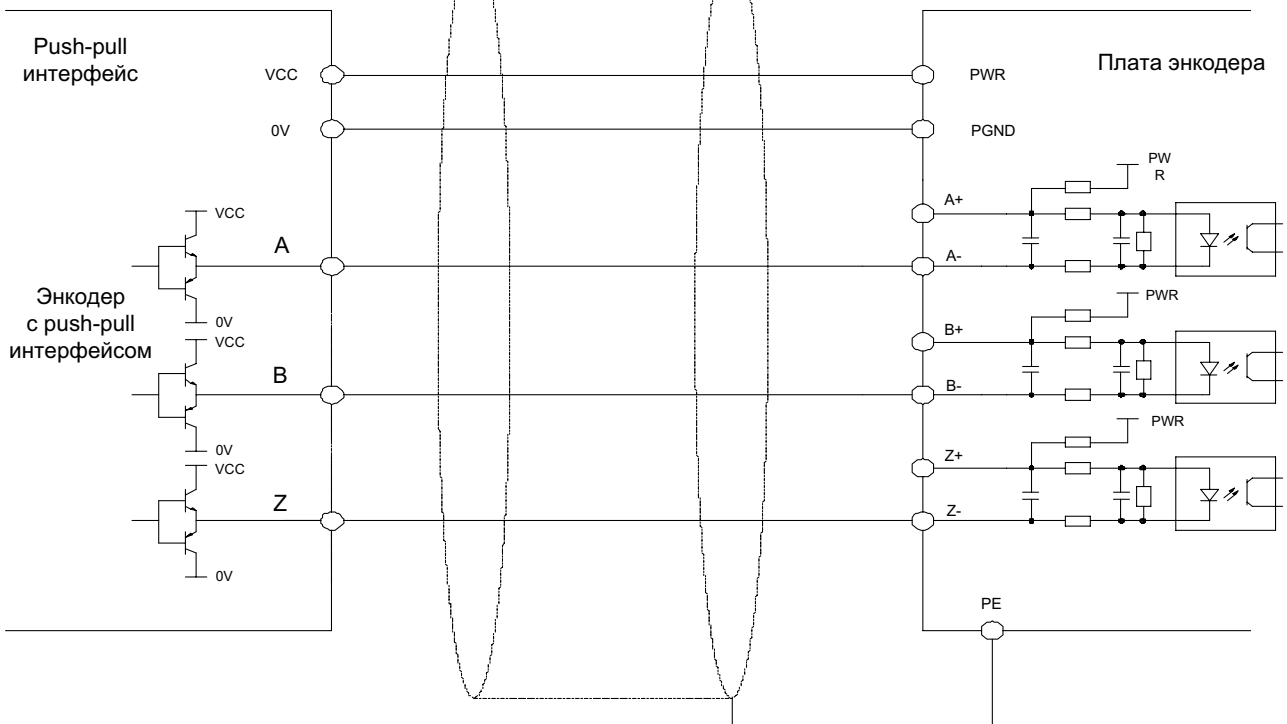 Push-pull
интерфейс
VCC
0V
VCC
A
0V
Энкодер
с push-pull
интерфейсом
VCC
B
0V
VCC
Z
0V
Плата энкодера
PWR
PGND
PW
R
A+
A-
PWR
B+
B-
PWR
Z+
Z-
PE